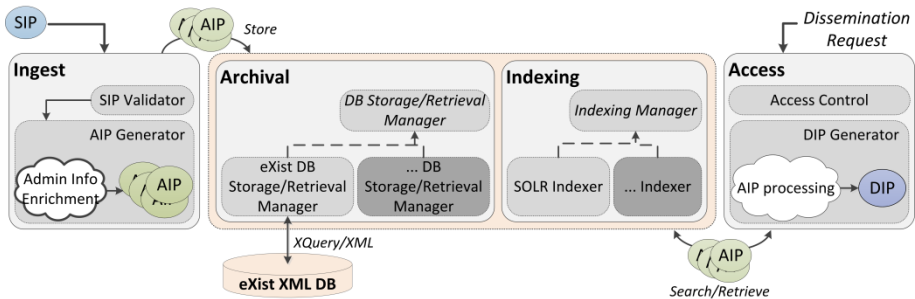 SIP
AIP
Store
Dissemination
Request
Ingest
SIP Validator
AIP Generator
Admin Info
Enrichment
AIP
Archival
DB Storage/Retrieval
Manager
eXist DB
Storage/Retrieval
Manager
... DB
Storage/Retrieval
Manager
XQuery/XML
eXist XML DB
Indexing
Indexing Manager
SOLR Indexer
... Indexer
Access
Access Control
DIP Generator
AIP processing
DIP
AIP
Search/Retrieve